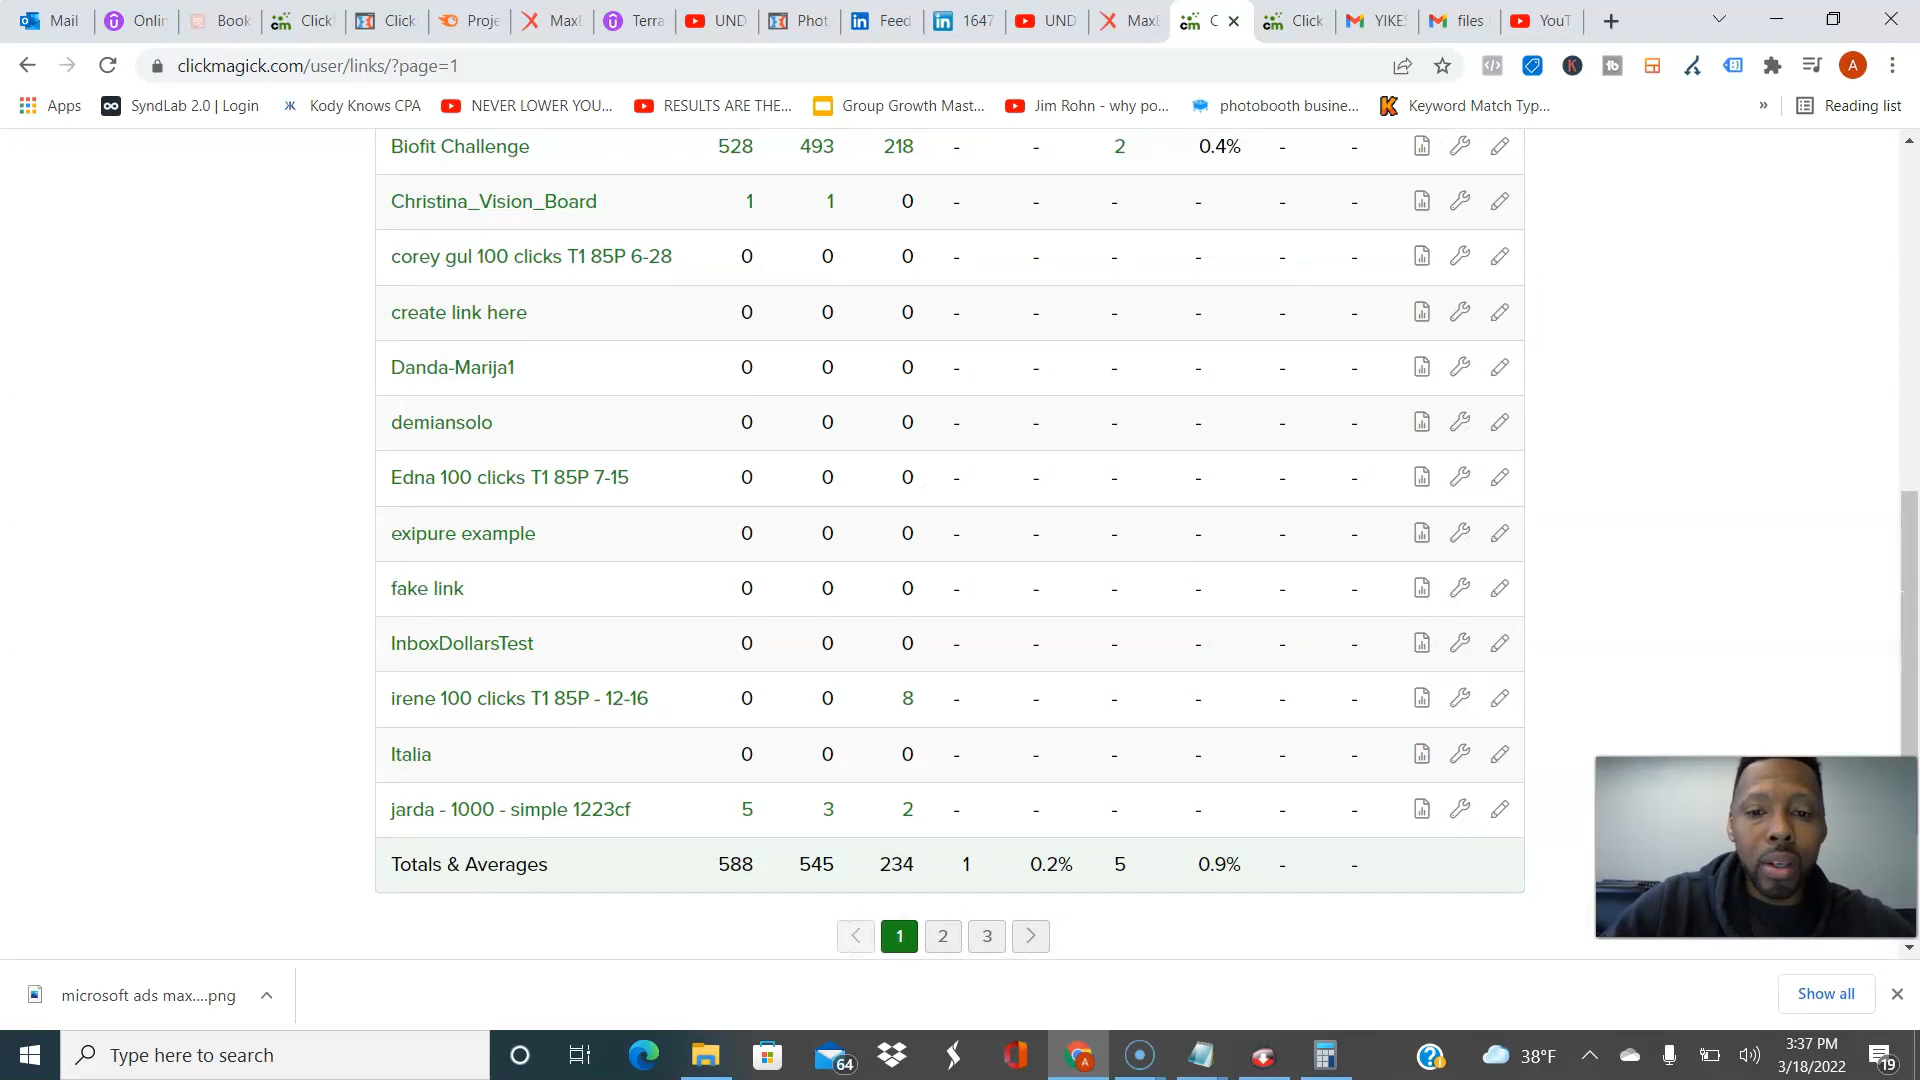 Mail
Onlin
Book
Click
Click
Proje
MaxB
Terra
UND
Phot
Feed
1647
UND
MaxB
C
Click
YIKES
files
YouT
clickmagick.com/user/links/?page=1
Apps
SyndLab 2.0 | Login
Kody Knows CPA
NEVER LOWER YOU...
RESULTS ARE THE...
Group Growth Mast...
Jim Rohn - why po...
photobooth busine...
Keyword Match Typ...
»
Reading list
Biofit Challenge 528 493 218 - - 2 0.4% - -
Christina_Vision_Board 1 1 0 - - - - - -
corey gul 100 clicks T1 85P 6-28 0 0 0 - - - - - -
create link here 0 0 0 - - - - - -
Danda-Marija1 0 0 0 - - - - - -
demiansolo 0 0 0 - - - - - -
Edna 100 clicks T1 85P 7-15 0 0 0 - - - - - -
exipure example 0 0 0 - - - - - -
fake link 0 0 0 - - - - - -
InboxDollarsTest 0 0 0 - - - - - -
irene 100 clicks T1 85P - 12-16 0 0 8 - - - - - -
Italia 0 0 0 - - - - - -
jarda - 1000 - simple 1223cf 5 3 2 - - - - - -
Totals & Averages 588 545 234 1 0.2% 5 0.9% - -
1 2 3
microsoft ads max....png
Show all
Type here to search
64
38°F
3:37 PM
3/18/2022
19